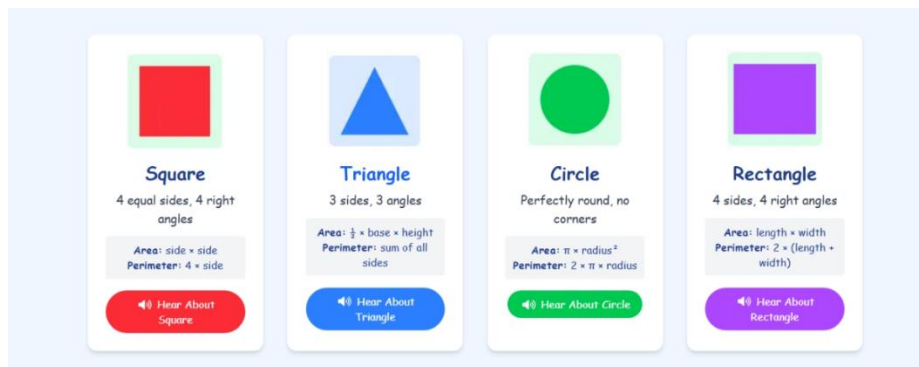 Square
4 equal sides, 4 right
angles
Area: side × side
Perimeter: 4 × side
Hear About
Square
Triangle
3 sides, 3 angles
Area: ½ × base × height
Perimeter: sum of all
sides
Hear About
Triangle
Circle
Perfectly round, no
corners
Area: π × radius²
Perimeter: 2 × π × radius
Hear About Circle
Rectangle
4 sides, 4 right angles
Area: length × width
Perimeter: 2 × (length +
width)
Hear About
Rectangle